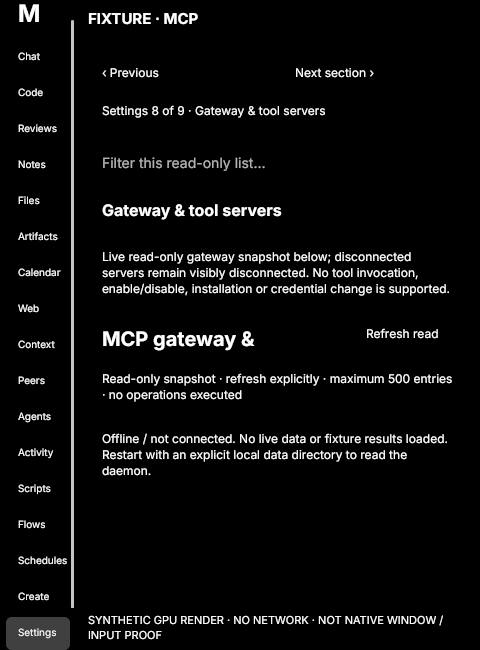 M
Chat
Code
Reviews
Notes
Files
Artifacts
Calendar
Web
Context
Peers
Agents
Activity
Scripts
Flows
Schedules
Create
Settings
FIXTURE · MCP
‹ Previous
Next section ›
Settings 8 of 9 · Gateway & tool servers
Filter this read-only list…
Gateway & tool servers
Live read-only gateway snapshot below; disconnected
servers remain visibly disconnected. No tool invocation,
enable/disable, installation or credential change is supported.
MCP gateway &
Refresh read
Read-only snapshot · refresh explicitly · maximum 500 entries
· no operations executed
Offline / not connected. No live data or fixture results loaded.
Restart with an explicit local data directory to read the
daemon.
SYNTHETIC GPU RENDER · NO NETWORK · NOT NATIVE WINDOW /
INPUT PROOF